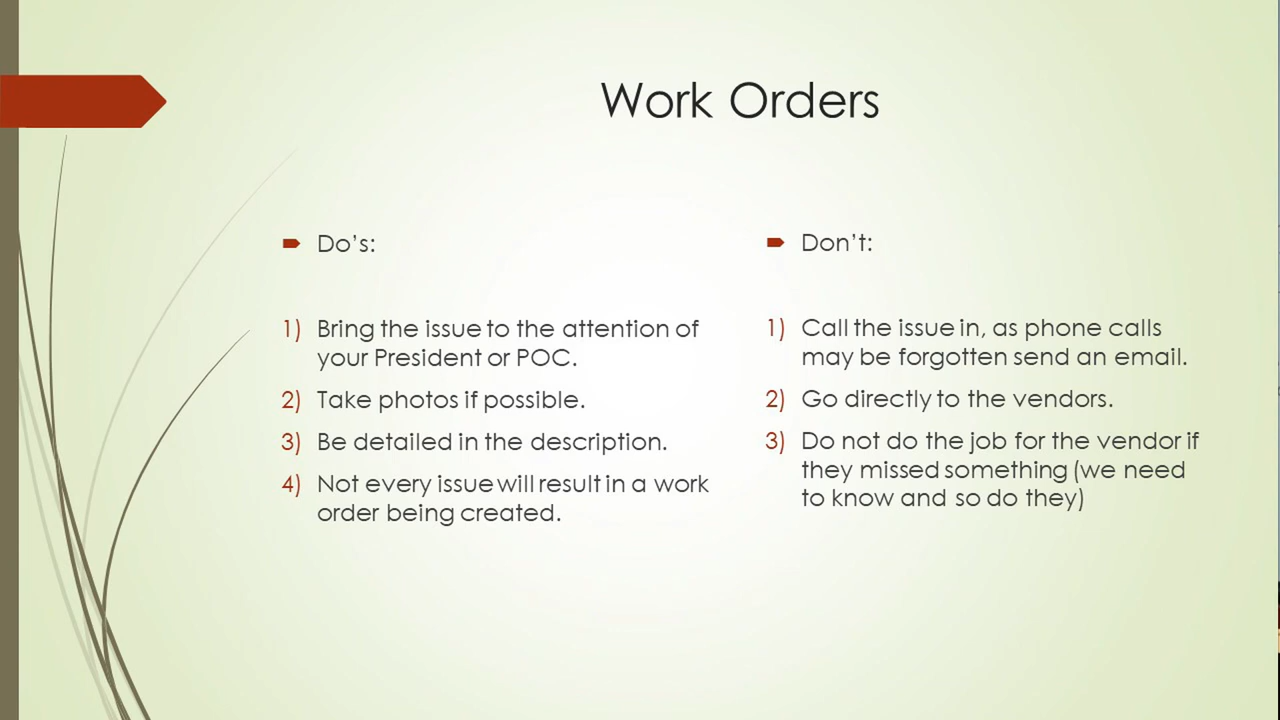 Work Orders
Do's:
1) Bring the issue to the attention of
your President or POC.
2) Take photos if possible.
3) Be detailed in the description.
4) Not every issue will result in a work
order being created.
Don't:
1) Call the issue in, as phone calls
may be forgotten send an email.
2) Go directly to the vendors.
3) Do not do the job for the vendor if
they missed something (we need
to know and so do they)